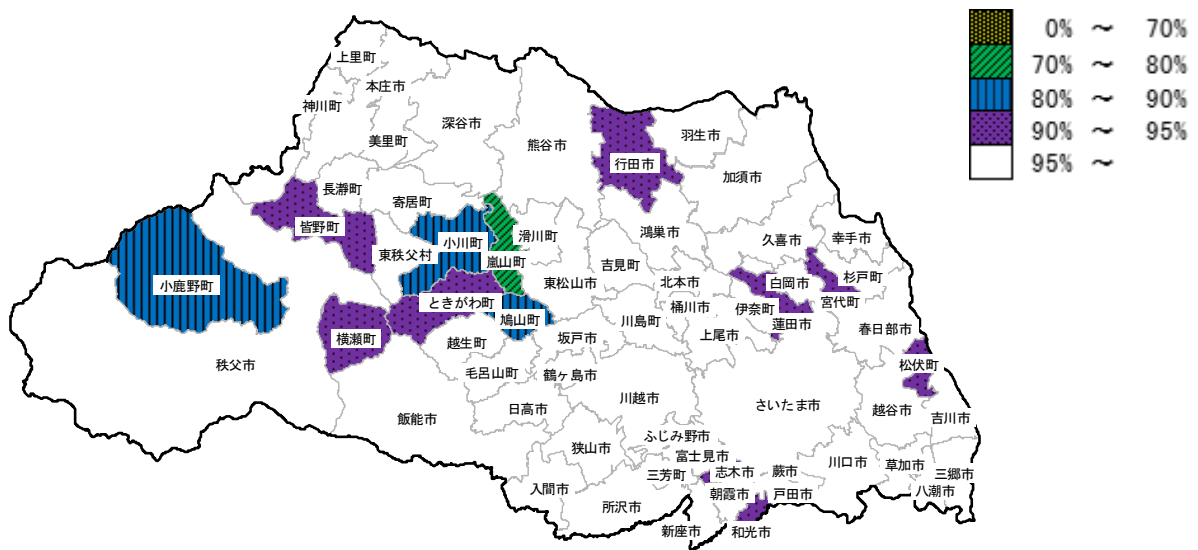 0% ～ 70%
70% ～ 80%
80% ～ 90%
90% ～ 95%
95% ～
上里町
本庄市
神川町
美里町
深谷市
熊谷市
行田市
羽生市
加須市
長瀞町
寄居町
皆野町
小川町
滑川町
鴻巣市
久喜市
幸手市
東秩父村
嵐山町
吉見町
小鹿野町
東松山市
北本市
白岡市
杉戸町
ときがわ町
桶川市
伊奈町
宮代町
鳩山町
川島町
蓮田市
春日部市
横瀬町
越生町
坂戸市
上尾市
秩父市
毛呂山町
鶴ヶ島市
松伏町
川越市
さいたま市
越谷市
吉川市
飯能市
日高市
ふじみ野市
狭山市
富士見市
川口市
草加市
三郷市
三芳町
志木市
蕨市
入間市
朝霞市
戸田市
八潮市
所沢市
新座市
和光市